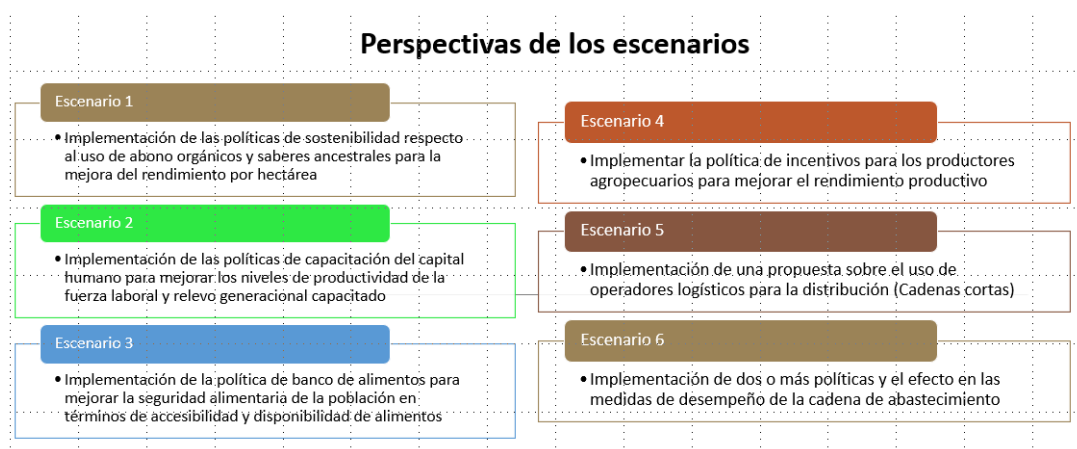 Perspectivas de los escenarios
Escenario 1
• Implementación de las políticas de sostenibilidad respecto
al uso de abono orgánicos y saberes ancestrales para la
mejora del rendimiento por hectárea
Escenario 2
• Implementación de las políticas de capacitación del capital
humano para mejorar los niveles de productividad de la
fuerza laboral y relevo generacional capacitado
Escenario 3
• Implementación de la política de banco de alimentos para
mejorar la seguridad alimentaria de la población en
términos de accesibilidad y disponibilidad de alimentos
Escenario 4
• Implementar la política de incentivos para los productores
agropecuarios para mejorar el rendimiento productivo
Escenario 5
• Implementación de una propuesta sobre el uso de
operadores logísticos para la distribución (Cadenas cortas)
Escenario 6
• Implementación de dos o más políticas y el efecto en las
medidas de desempeño de la cadena de abastecimiento